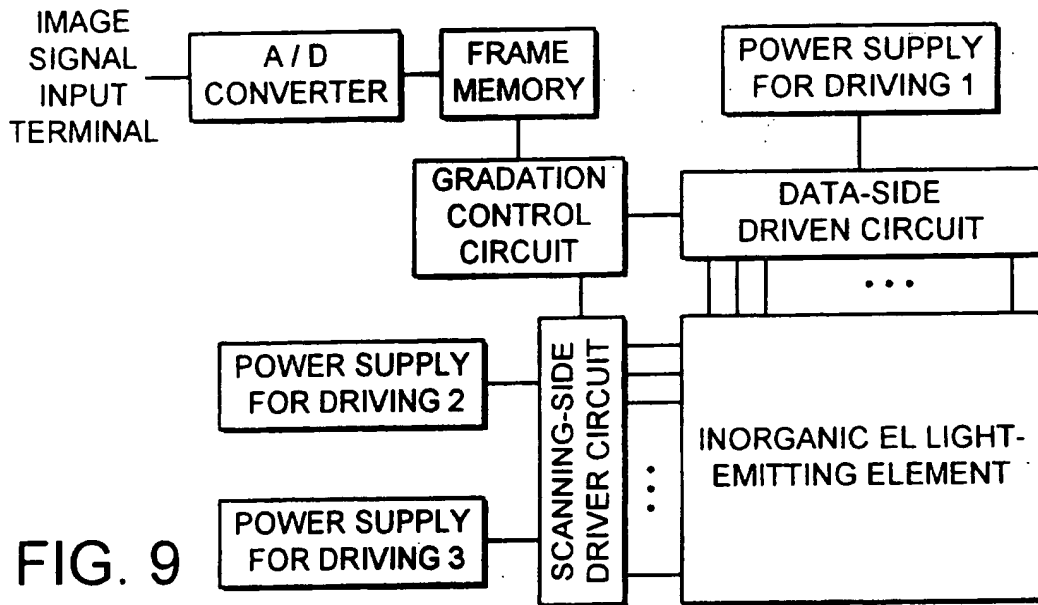 IMAGE
SIGNAL
INPUT
TERMINAL
A / D
CONVERTER
FRAME
MEMORY
POWER SUPPLY
FOR DRIVING 1
GRADATION
CONTROL
CIRCUIT
DATA-SIDE
DRIVEN CIRCUIT
POWER SUPPLY
FOR DRIVING 2
SCANNING-SIDE
DRIVER CIRCUIT
INORGANIC EL LIGHT-
EMITTING ELEMENT
POWER SUPPLY
FOR DRIVING 3
FIG. 9